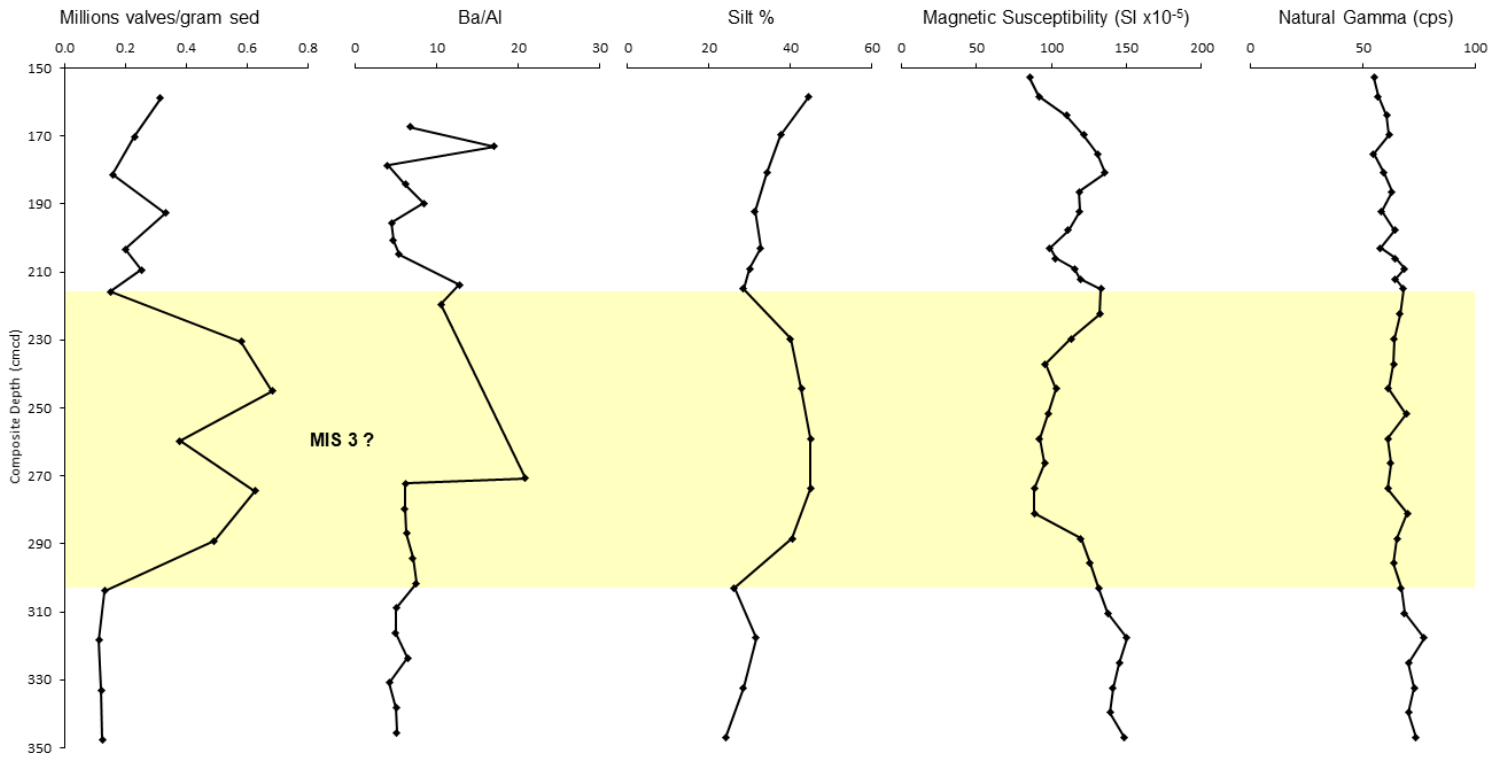 Millions valves/gram sed
Ba/Al
Silt %
Magnetic Susceptibility (SI x10⁻⁵)
Natural Gamma (cps)
0.0 0.2 0.4 0.6 0.8
0 10 20 30
0 20 40 60
0 50 100 150 200
0 50 100
150
170
190
210
230
250
270
290
310
330
350
Composite Depth (cmcd)
MIS 3 ?